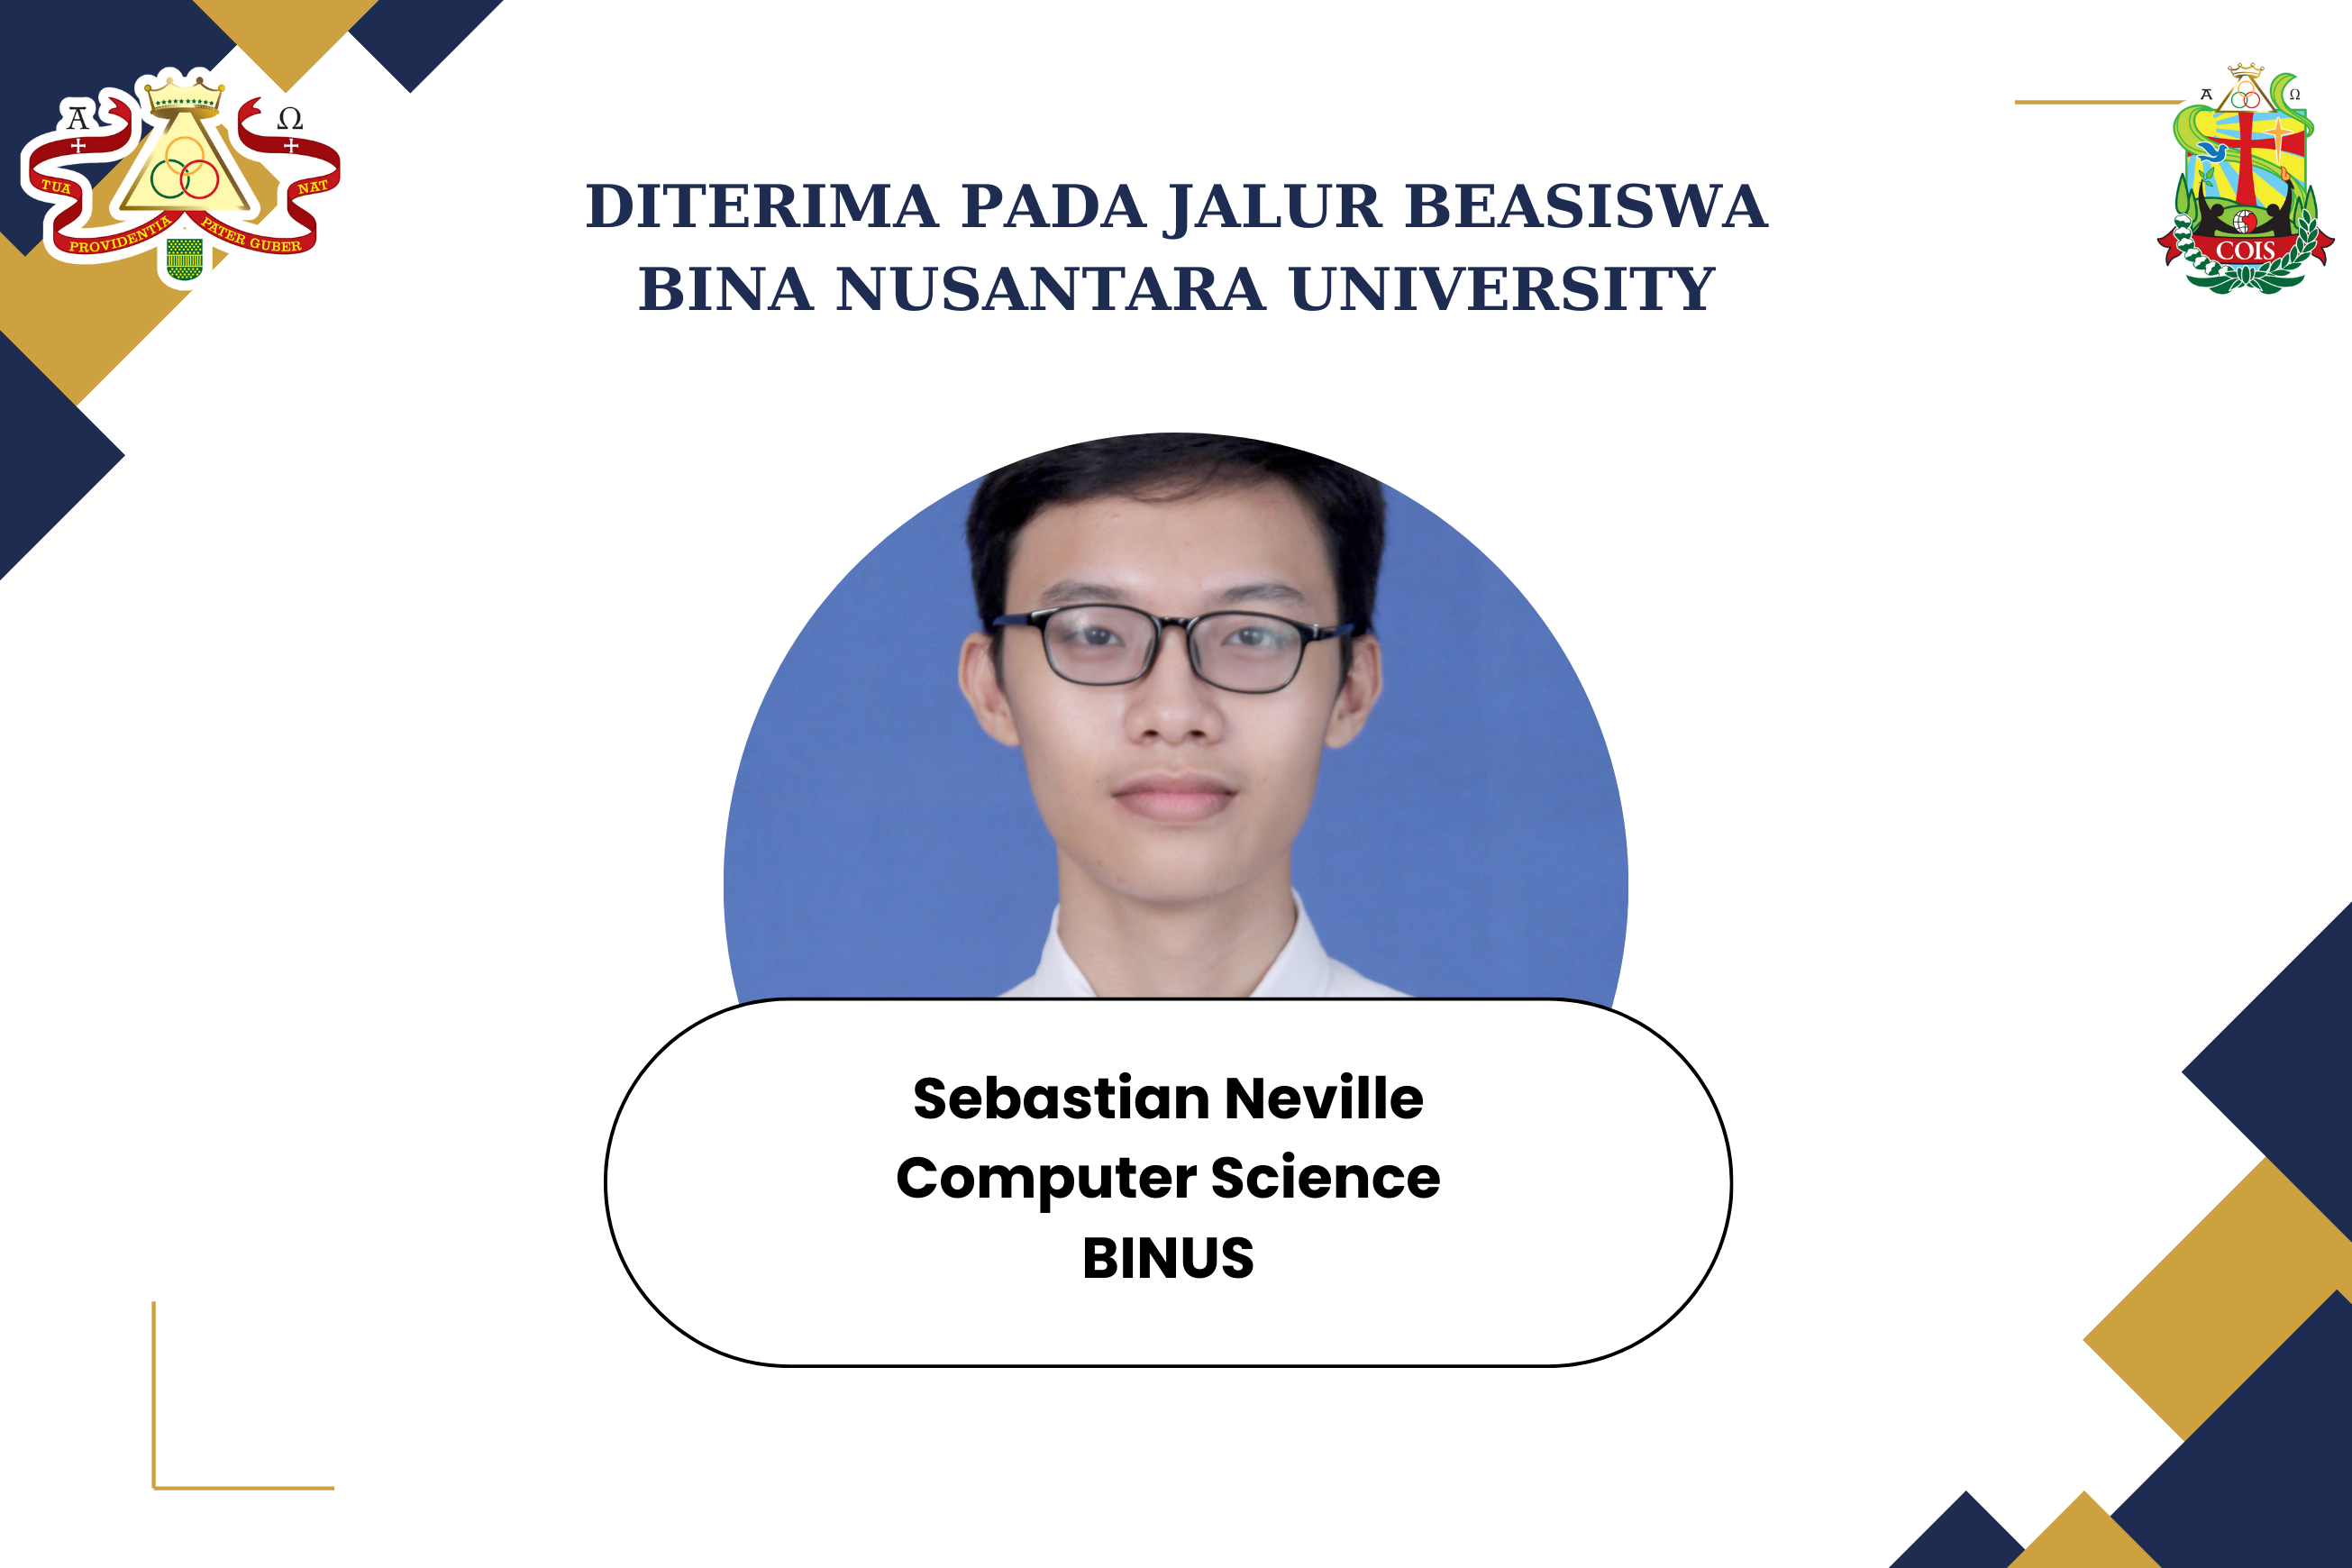 Α
Ω
TUA
NAT
PROVIDENTIA
PATER GUBER
Α
Ω
COIS
DITERIMA PADA JALUR BEASISWA
BINA NUSANTARA UNIVERSITY
Sebastian Neville
Computer Science
BINUS